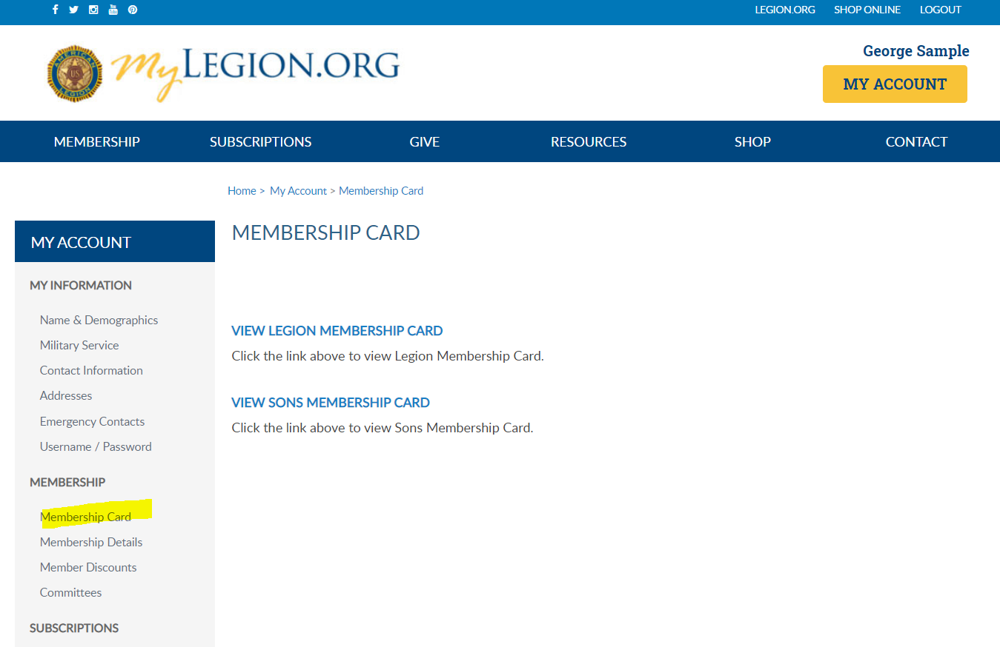 LEGION.ORG SHOP ONLINE LOGOUT
AMERICAN
US
LEGION
MyLEGION.ORG
George Sample
MY ACCOUNT
MEMBERSHIP SUBSCRIPTIONS GIVE RESOURCES SHOP CONTACT
Home > My Account > Membership Card
MY ACCOUNT
MY INFORMATION
Name & Demographics
Military Service
Contact Information
Addresses
Emergency Contacts
Username / Password
MEMBERSHIP
Membership Card
Membership Details
Member Discounts
Committees
SUBSCRIPTIONS
MEMBERSHIP CARD
VIEW LEGION MEMBERSHIP CARD
Click the link above to view Legion Membership Card.
VIEW SONS MEMBERSHIP CARD
Click the link above to view Sons Membership Card.